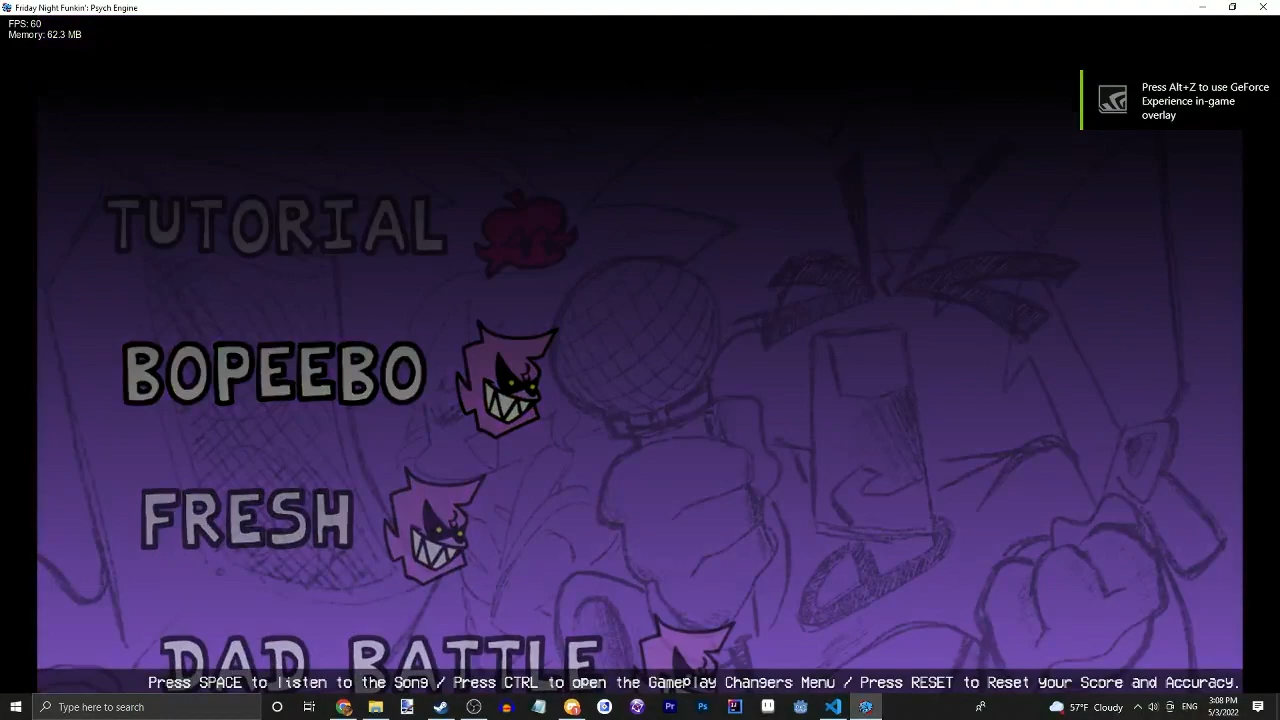 Friday Night Funkin': Psych Engine
FPS: 60
Memory: 62.3 MB
Press Alt+Z to use GeForce
Experience in-game
overlay
TUTORIAL
BOPEEBO
FRESH
DAD BATTLE
Press SPACE to listen to the Song / Press CTRL to open the Gameplay Changers Menu / Press RESET to Reset your Score and Accuracy.
Type here to search
Pr
Ps
57°F Cloudy
ENG
3:08 PM
5/3/2022